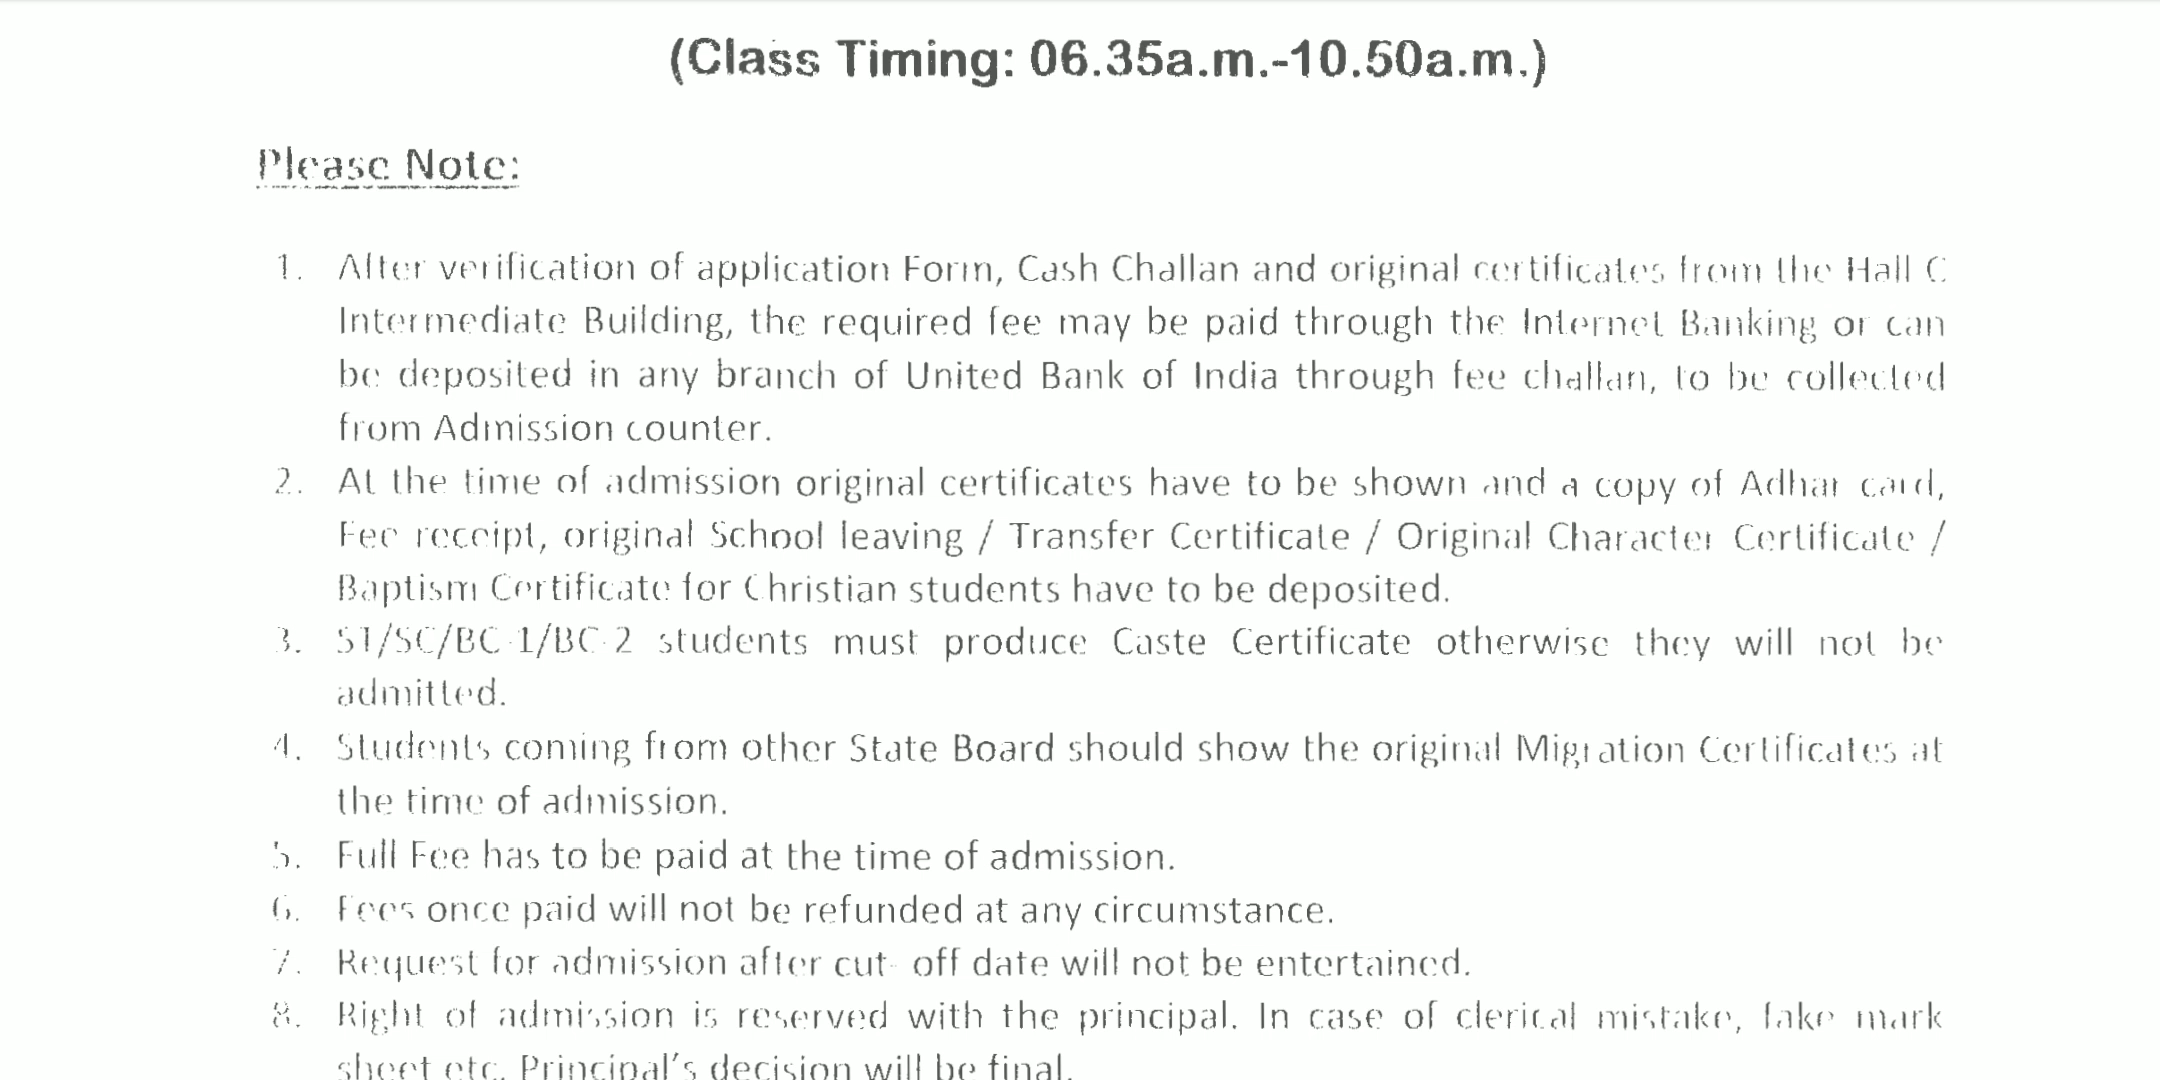 (Class Timing: 06.35a.m.-10.50a.m.)
Please Note:
1. After verification of application Form, Cash Challan and original certificates from the Hall C
Intermediate Building, the required fee may be paid through the Internet Banking or can
be deposited in any branch of United Bank of India through fee challan, to be collected
from Admission counter.
2. At the time of admission original certificates have to be shown and a copy of Adhar card,
Fee receipt, original School leaving / Transfer Certificate / Original Character Certificate /
Baptism Certificate for Christian students have to be deposited.
3. ST/SC/BC-1/BC-2 students must produce Caste Certificate otherwise they will not be
admitted.
4. Students coming from other State Board should show the original Migration Certificates at
the time of admission.
5. Full Fee has to be paid at the time of admission.
6. Fees once paid will not be refunded at any circumstance.
7. Request for admission after cut- off date will not be entertained.
8. Right of admission is reserved with the principal. In case of clerical mistake, fake mark
sheet etc. Principal's decision will be final.